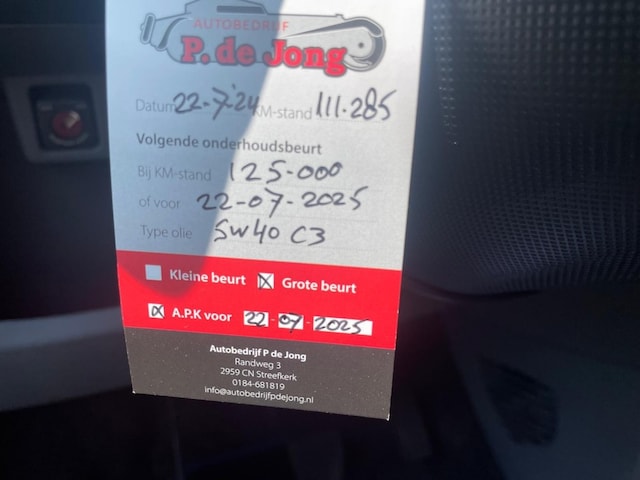 AUTOBEDRIJF
P. de Jong
Datum 22-7-'24 KM-stand 111.285
Volgende onderhoudsbeurt
Bij KM-stand 125-000
of voor 22-07-2025
Type olie 5W40 C3
Kleine beurt Grote beurt
A.P.K voor 22-07-2025
Autobedrijf P de Jong
Randweg 3
2959 CN Streefkerk
0184-681819
info@autobedrijfpdejong.nl